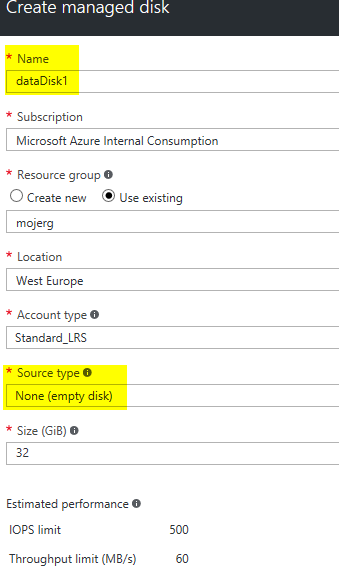 Create managed disk
* Name
dataDisk1
* Subscription
Microsoft Azure Internal Consumption
* Resource group
Create new Use existing
mojerg
* Location
West Europe
* Account type
Standard_LRS
* Source type
None (empty disk)
* Size (GiB)
32
Estimated performance
IOPS limit 500
Throughput limit (MB/s) 60